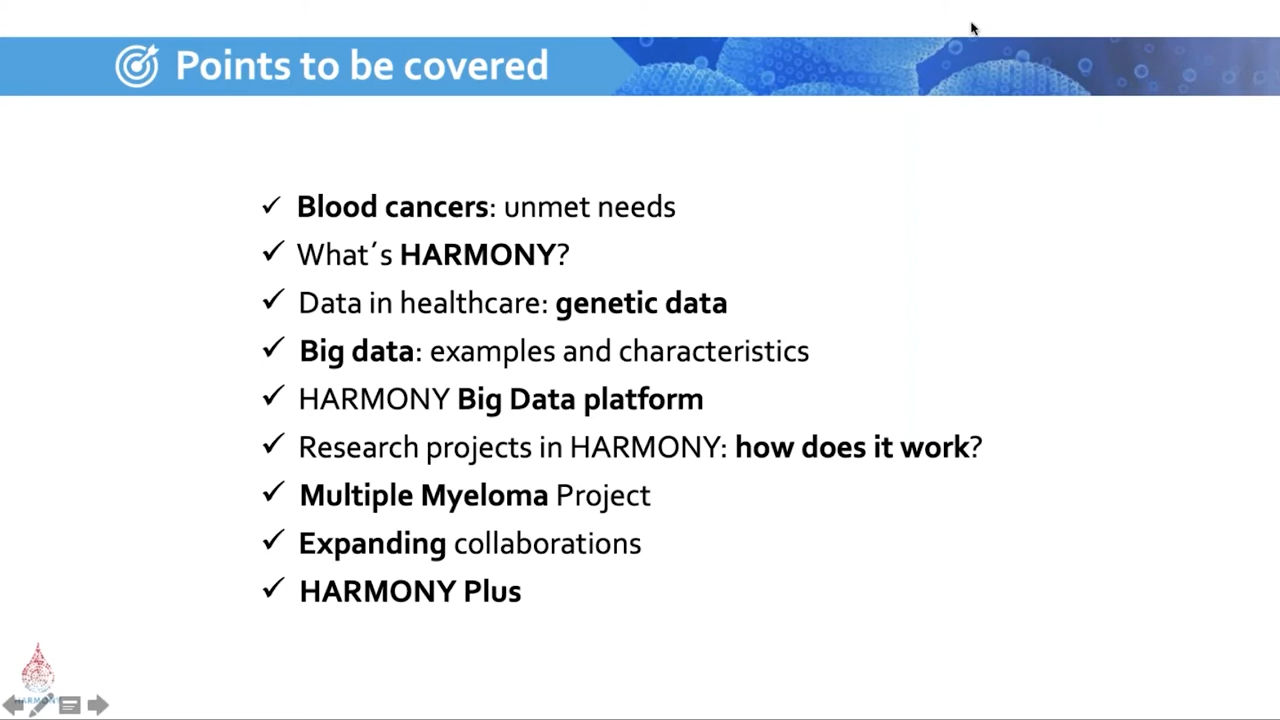 Points to be covered
✓ Blood cancers: unmet needs
✓ What´s HARMONY?
✓ Data in healthcare: genetic data
✓ Big data: examples and characteristics
✓ HARMONY Big Data platform
✓ Research projects in HARMONY: how does it work?
✓ Multiple Myeloma Project
✓ Expanding collaborations
✓ HARMONY Plus
HARMONY